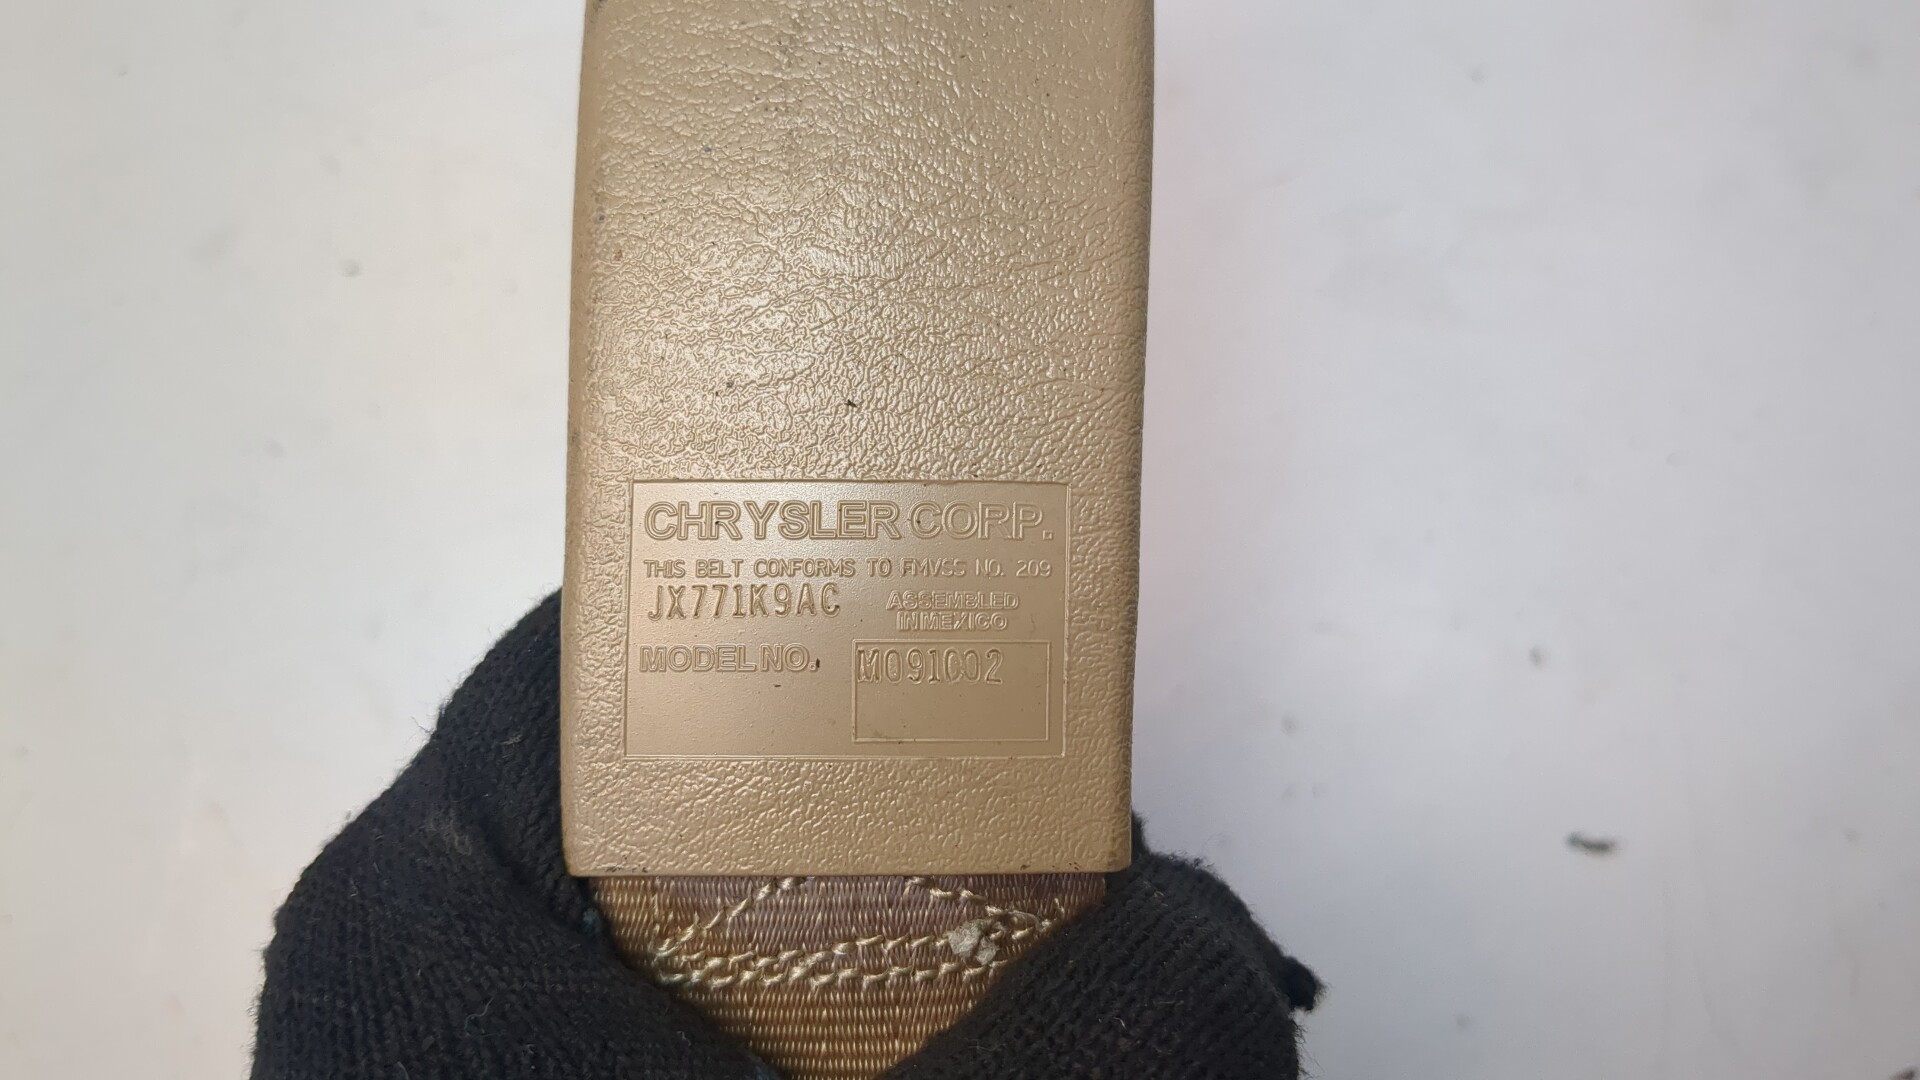 CHRYSLER CORP.
THIS BELT CONFORMS TO FMVSS NO. 209
JX771K9AC
ASSEMBLED
IN MEXICO
MODEL NO. M091002